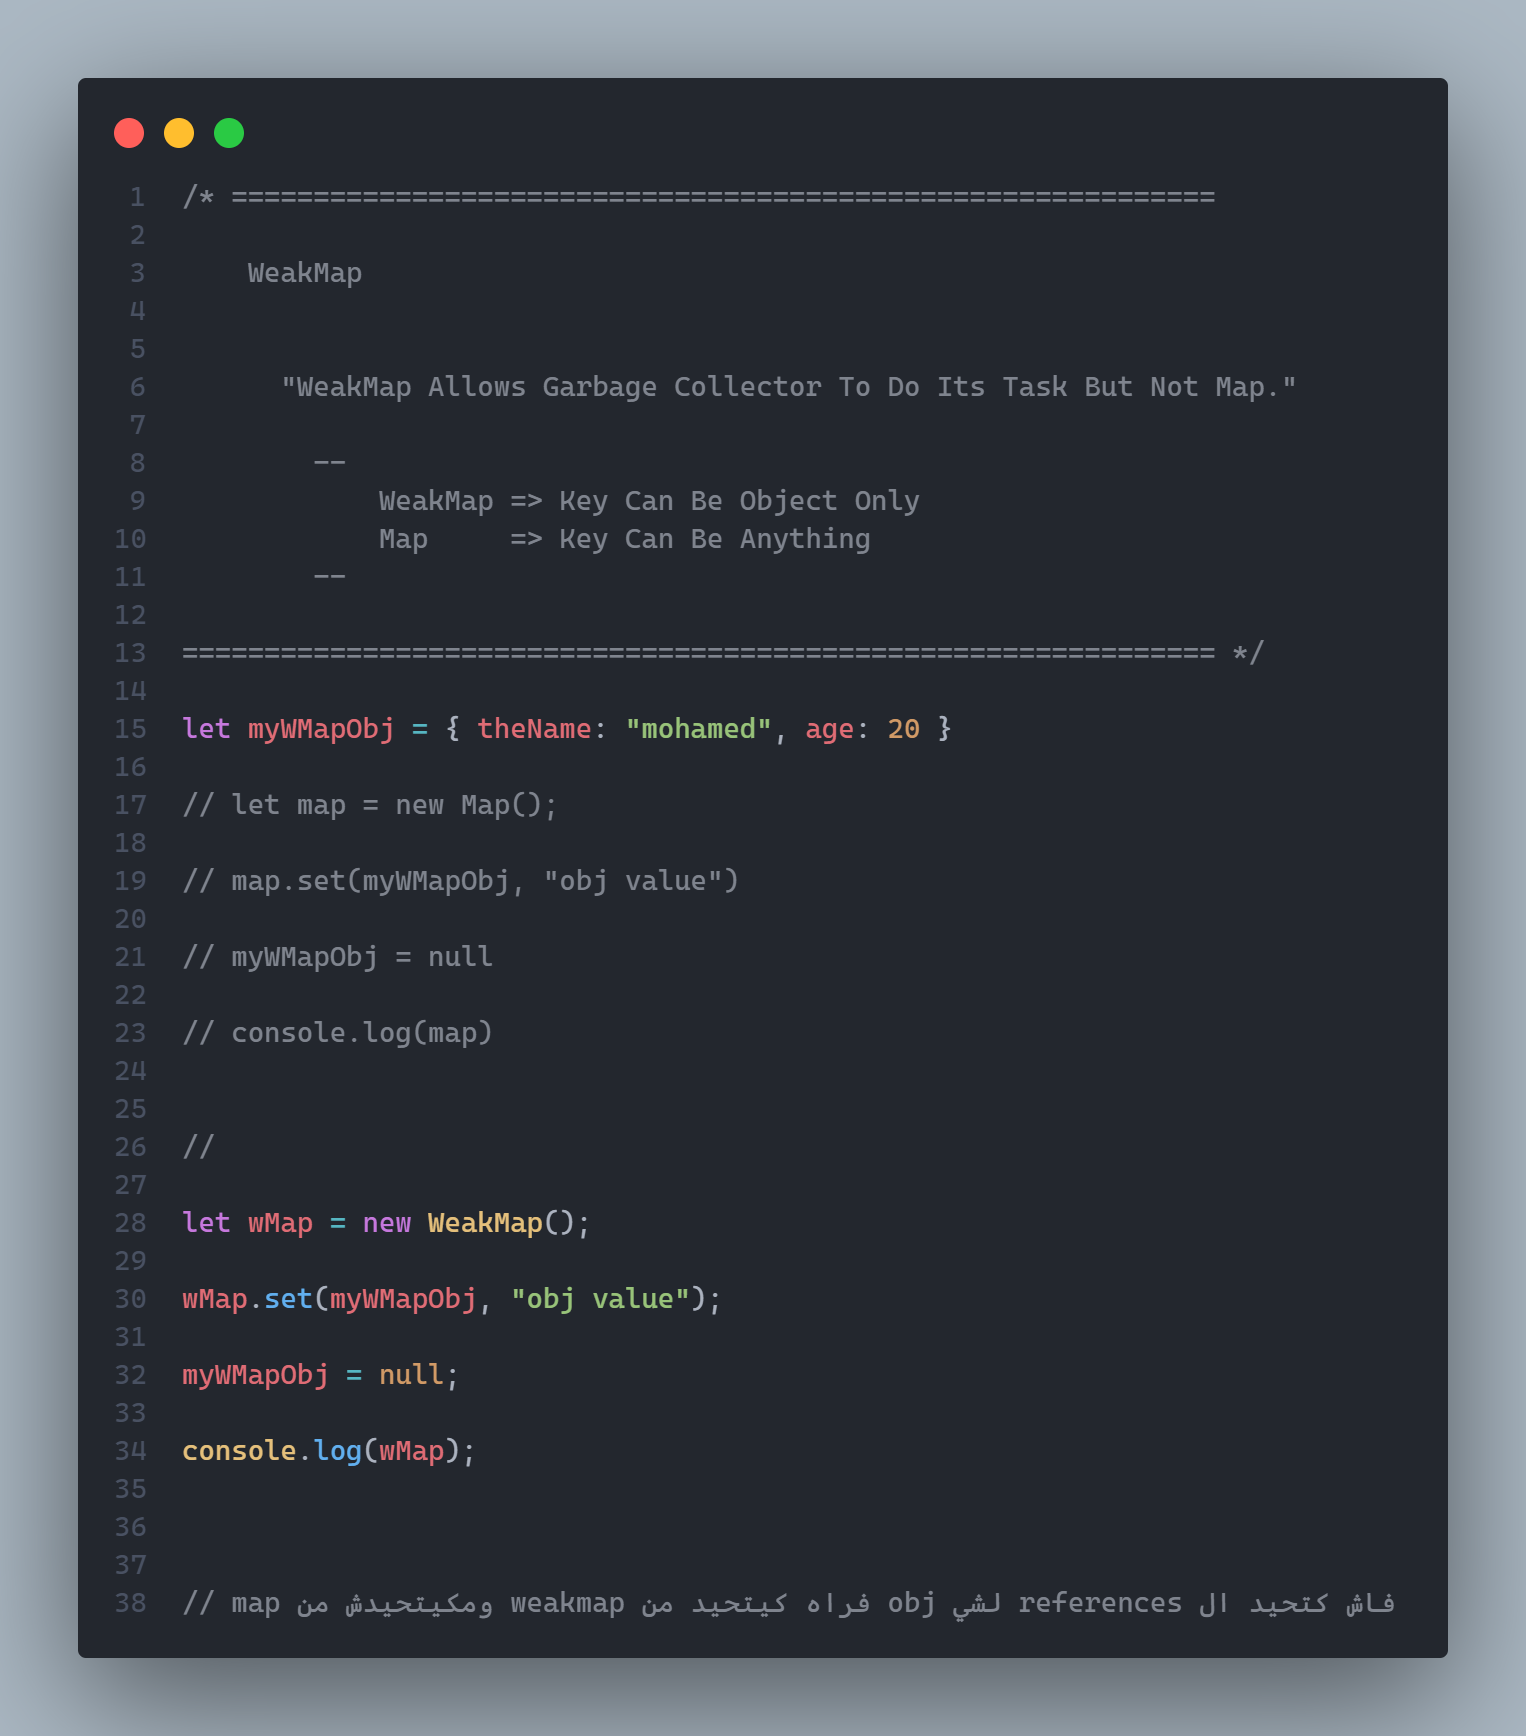 1 /* ============================================================
2
3 WeakMap
4
5
6 "WeakMap Allows Garbage Collector To Do Its Task But Not Map."
7
8 --
9 WeakMap => Key Can Be Object Only
10 Map     => Key Can Be Anything
11 --
12
13 =============================================================== */
14
15 let myWMapObj = { theName: "mohamed", age: 20 }
16
17 // let map = new Map();
18
19 // map.set(myWMapObj, "obj value")
20
21 // myWMapObj = null
22
23 // console.log(map)
24
25
26 //
27
28 let wMap = new WeakMap();
29
30 wMap.set(myWMapObj, "obj value");
31
32 myWMapObj = null;
33
34 console.log(wMap);
35
36
37
38 // فاش كتحيد ال references لشي obj فراه كيتحيد من weakmap ومكيتحيدش من map